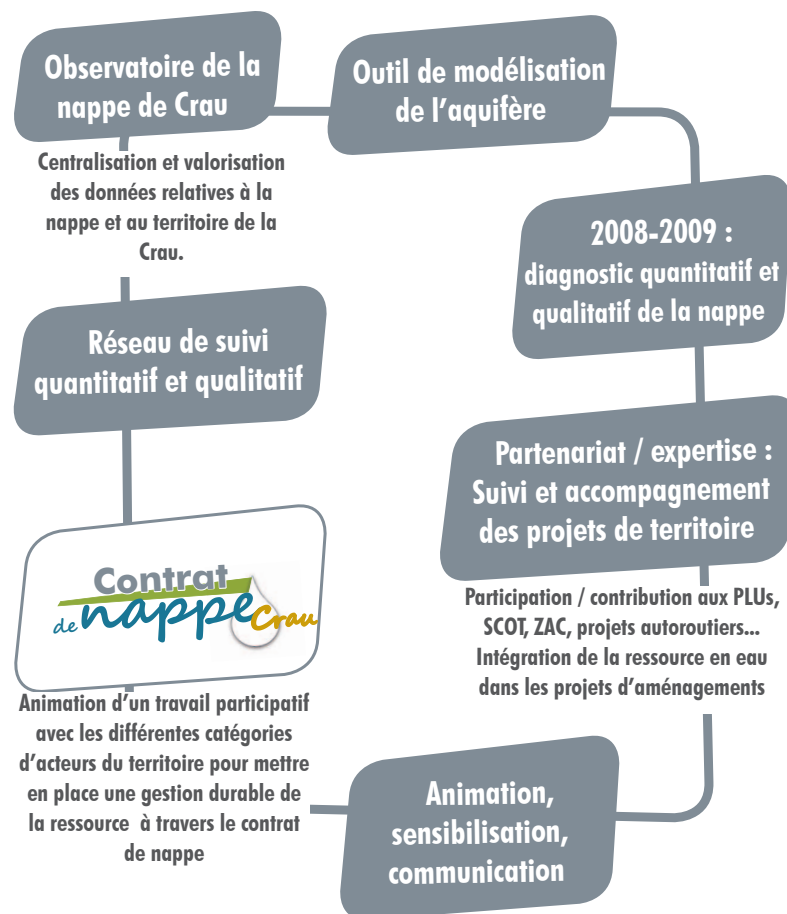 Observatoire de la
nappe de Crau
Centralisation et valorisation
des données relatives à la
nappe et au territoire de la
Crau.
Outil de modélisation
de l'aquifère
2008-2009 :
diagnostic quantitatif et
qualitatif de la nappe
Partenariat / expertise :
Suivi et accompagnement
des projets de territoire
Participation / contribution aux PLUs,
SCOT, ZAC, projets autoroutiers...
Intégration de la ressource en eau
dans les projets d'aménagements
Animation,
sensibilisation,
communication
Contrat
de nappe Crau
Animation d'un travail participatif
avec les différentes catégories
d'acteurs du territoire pour mettre
en place une gestion durable de
la ressource à travers le contrat
de nappe
Réseau de suivi
quantitatif et qualitatif